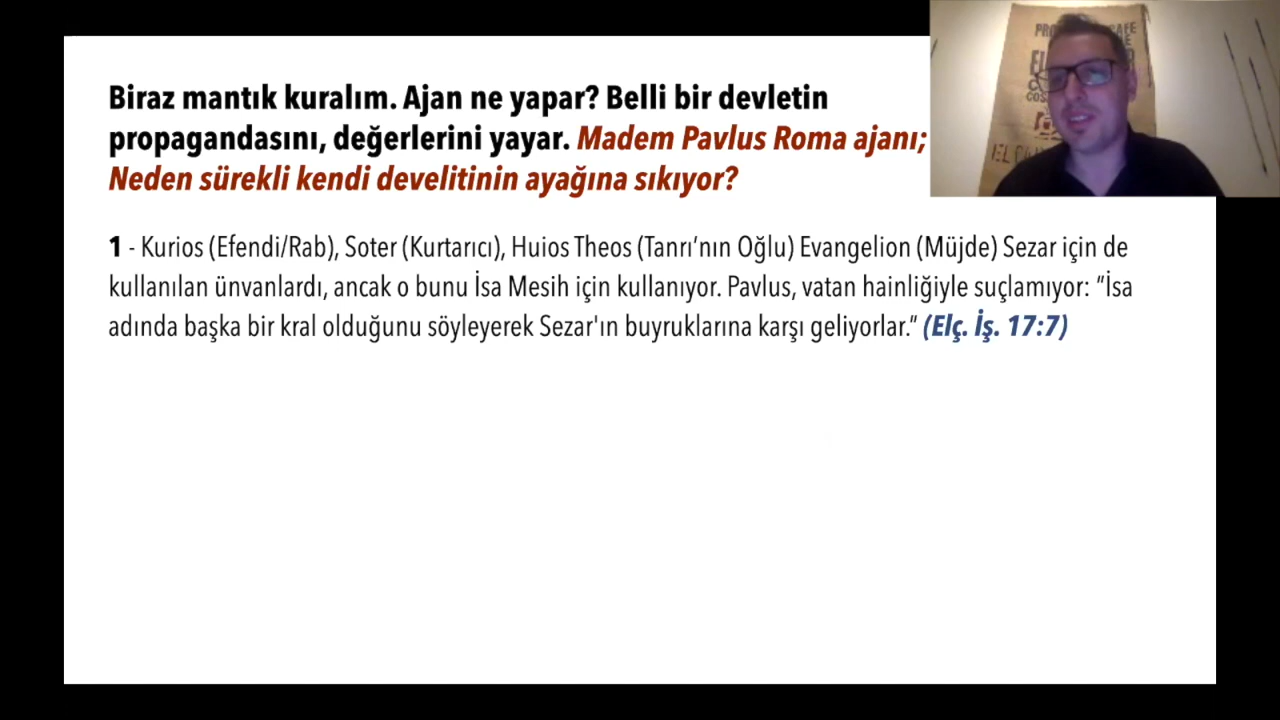 Biraz mantık kuralım. Ajan ne yapar? Belli bir devletin
propagandasını, değerlerini yayar. Madem Pavlus Roma ajanı;
Neden sürekli kendi develitinin ayağına sıkıyor?
1 - Kurios (Efendi/Rab), Soter (Kurtarıcı), Huios Theos (Tanrı’nın Oğlu) Evangelion (Müjde) Sezar için de
kullanılan ünvanlardı, ancak o bunu İsa Mesih için kullanıyor. Pavlus, vatan hainliğiyle suçlamıyor: “İsa
adında başka bir kral olduğunu söyleyerek Sezar'ın buyruklarına karşı geliyorlar.” (Elç. İş. 17:7)